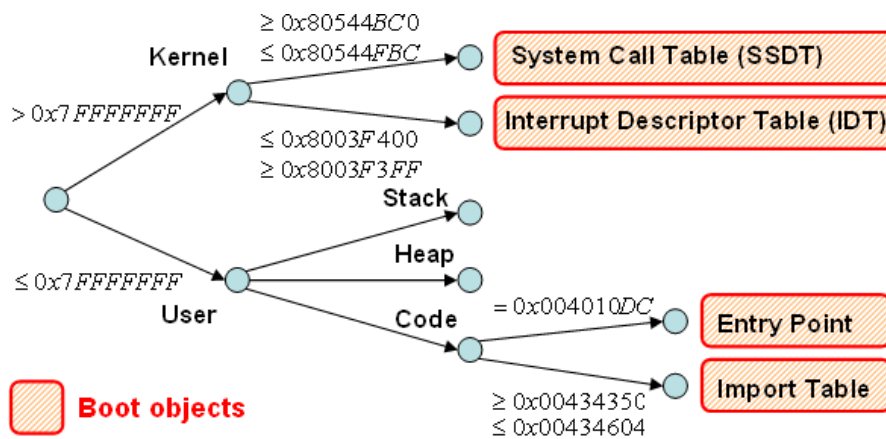 ≥ 0x80544BC0
≤ 0x80544FBC
Kernel
System Call Table (SSDT)
> 0x7FFFFFFF
Interrupt Descriptor Table (IDT)
≤ 0x8003F400
≥ 0x8003F3FF
Stack
Heap
≤ 0x7FFFFFFF
User
Code
= 0x004010DC
Entry Point
Import Table
≥ 0x00434350
≤ 0x00434604
Boot objects